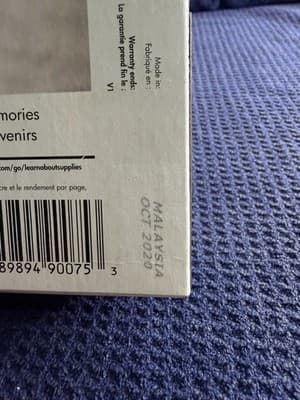 Made in:
Fabriqué en :
Warranty ends:
La garantie prend fin le :
V1
mories
venirs
com/go/learnaboutsupplies
cre et le rendement par page,
MALAYSIA
OCT 2020
89894 90075 3